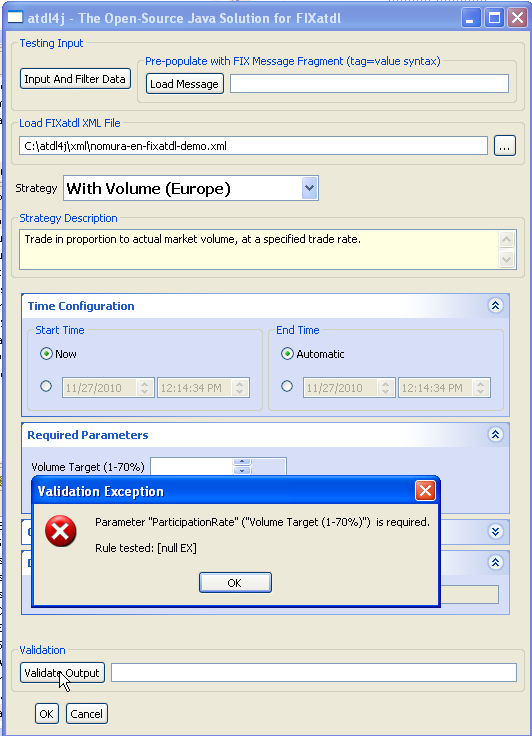 atdl4j - The Open-Source Java Solution for FIXatdl
Testing Input
Input And Filter Data
Pre-populate with FIX Message Fragment (tag=value syntax)
Load Message
Load FIXatdl XML File
C:\atdl4j\xml\nomura-en-fixatdl-demo.xml
...
Strategy
With Volume (Europe)
Strategy Description
Trade in proportion to actual market volume, at a specified trade rate.
Time Configuration
Start Time
Now
11/27/2010
12:14:34 PM
End Time
Automatic
11/27/2010
12:14:34 PM
Required Parameters
Volume Target (1-70%)
Validation Exception
Parameter "ParticipationRate" ("Volume Target (1-70%)") is required.
Rule tested: [null EX]
OK
Validation
Validate Output
OK
Cancel